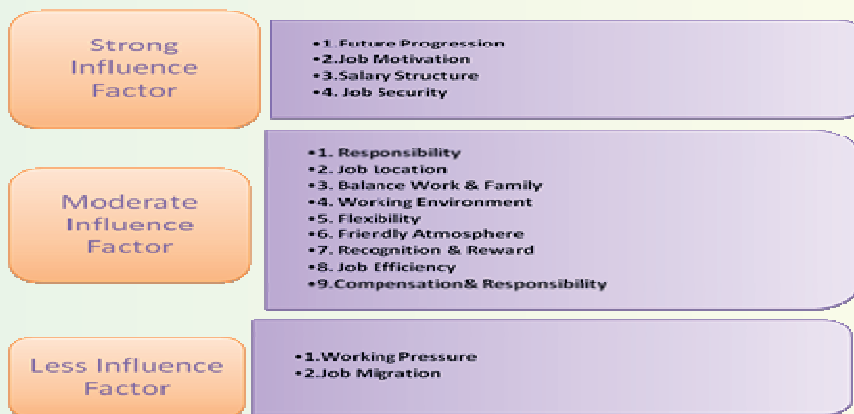 Strong
Influence
Factor
•1.Future Progression
•2.Job Motivation
•3.Salary Structure
•4. Job Security
Moderate
Influence
Factor
•1. Responsibility
•2. Job Location
•3. Balance Work & Family
•4. Working Environment
•5. Flexibility
•6. Friendly Atmosphere
•7. Recognition & Reward
•8. Job Efficiency
•9.Compensation& Responsibility
Less Influence
Factor
•1.Working Pressure
•2.Job Migration